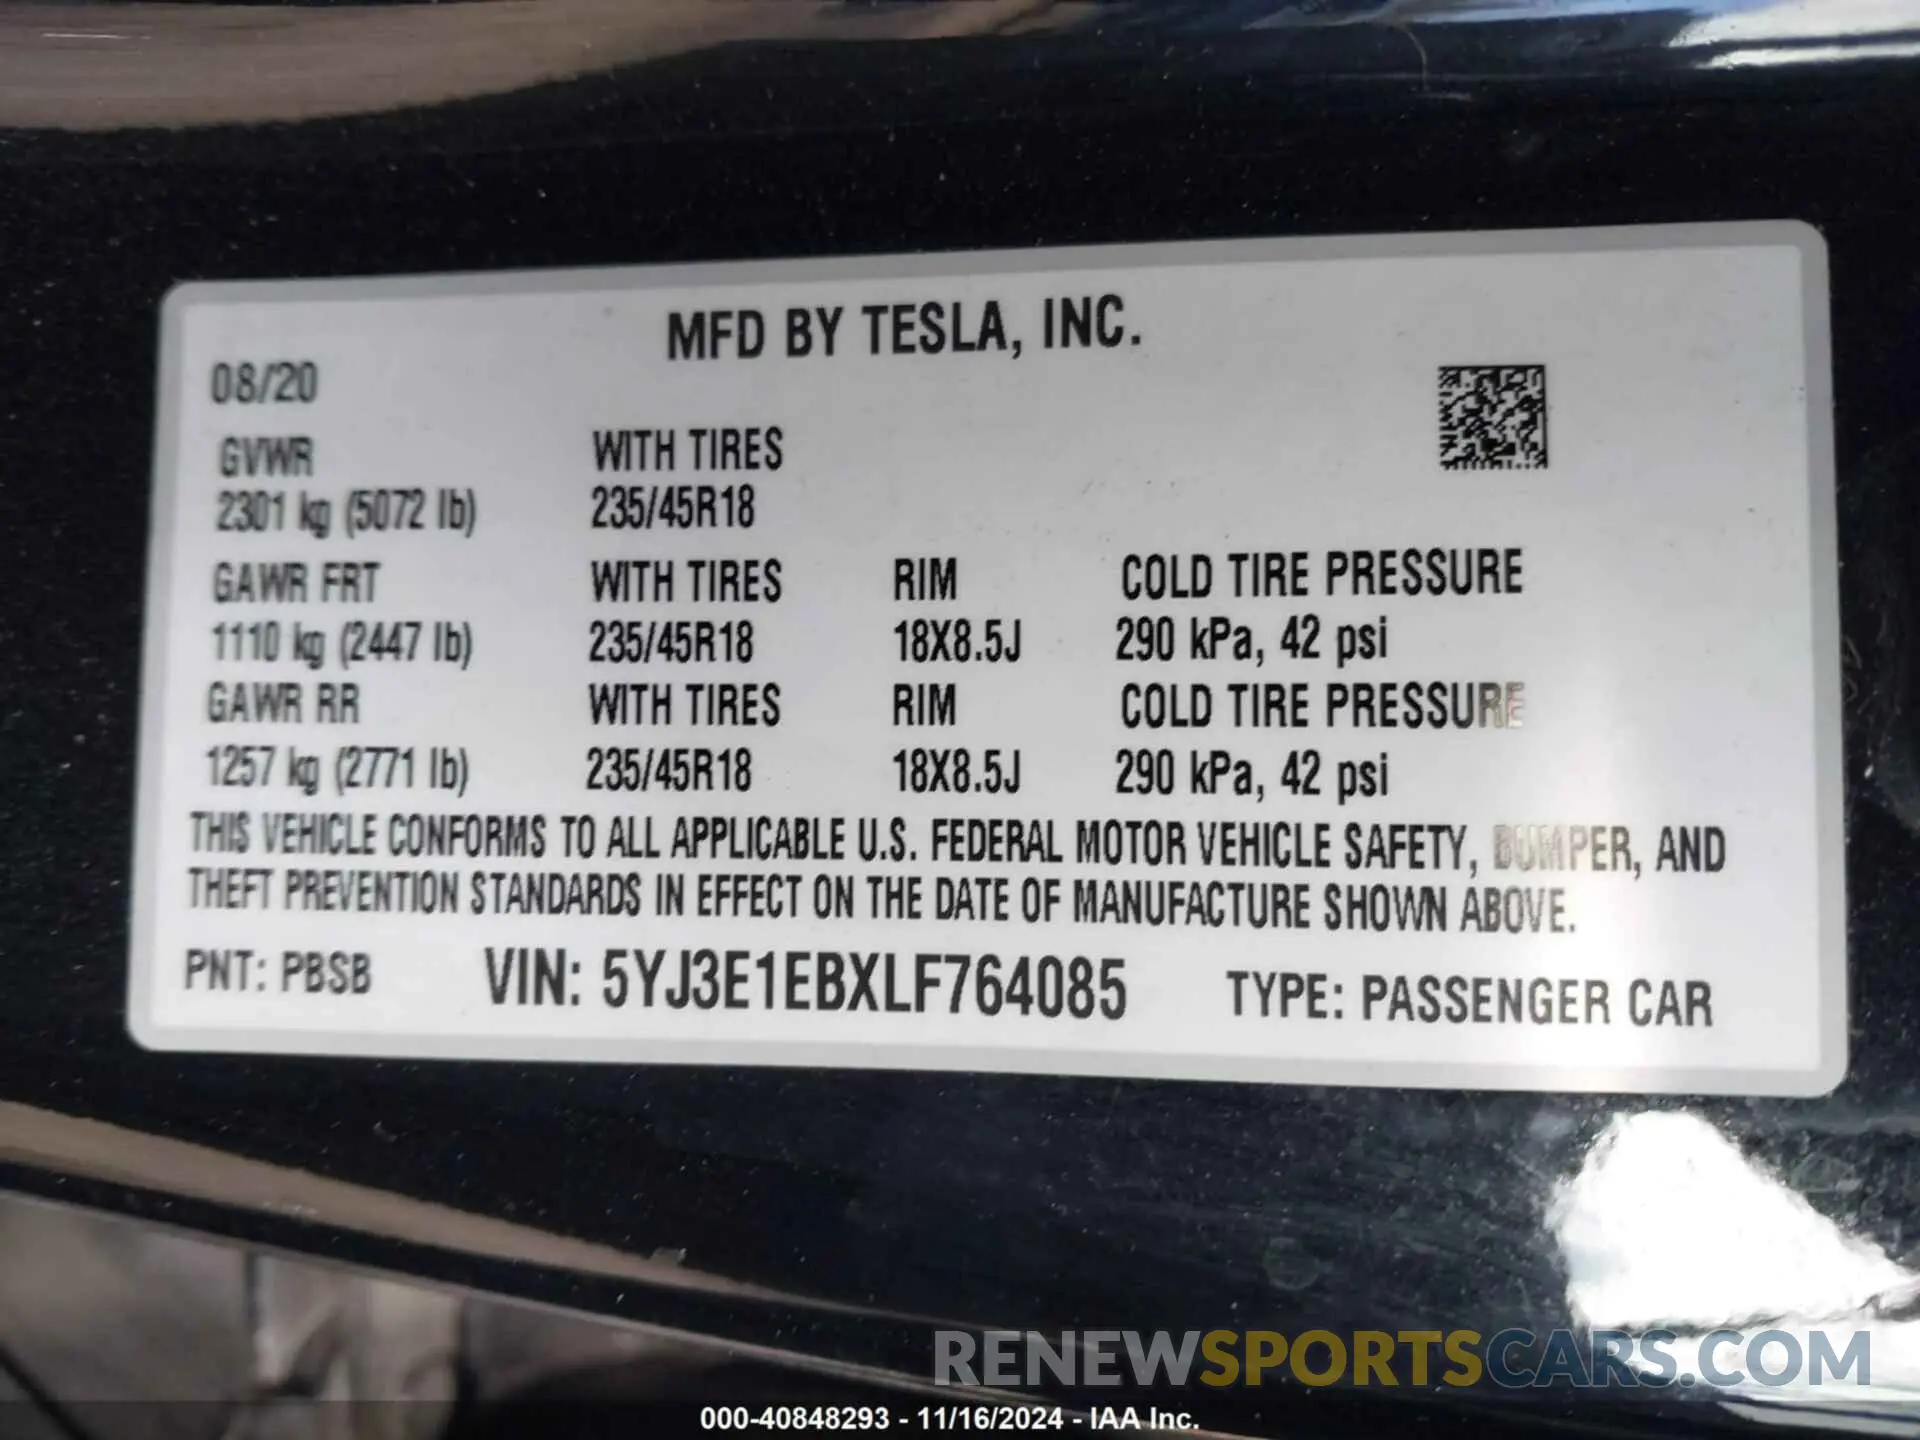 MFD BY TESLA, INC.
08/20
GVWR WITH TIRES
2301 kg (5072 lb) 235/45R18
GAWR FRT WITH TIRES RIM COLD TIRE PRESSURE
1110 kg (2447 lb) 235/45R18 18X8.5J 290 kPa, 42 psi
GAWR RR WITH TIRES RIM COLD TIRE PRESSURE
1257 kg (2771 lb) 235/45R18 18X8.5J 290 kPa, 42 psi
THIS VEHICLE CONFORMS TO ALL APPLICABLE U.S. FEDERAL MOTOR VEHICLE SAFETY, BUMPER, AND
THEFT PREVENTION STANDARDS IN EFFECT ON THE DATE OF MANUFACTURE SHOWN ABOVE.
PNT: PBSB VIN: 5YJ3E1EBXLF764085 TYPE: PASSENGER CAR
RENEWSPORTSCARS.COM
000-40848293 - 11/16/2024 - IAA Inc.